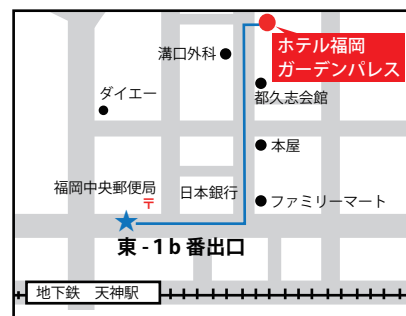 ホテル福岡
ガーデンパレス
溝口外科
都久志会館
ダイエー
本屋
福岡中央郵便局
〒
日本銀行
ファミリーマート
東-1b番出口
地下鉄　天神駅